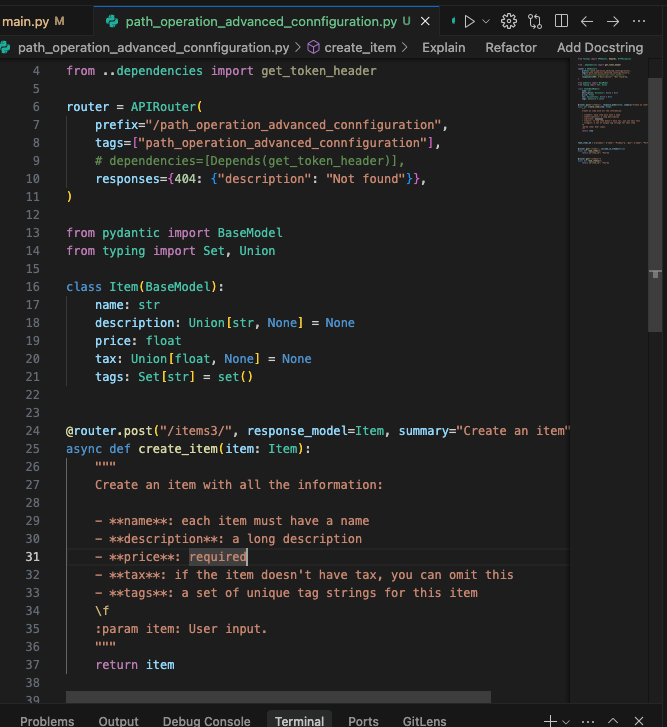 main.py M
path_operation_advanced_connfiguration.py U
path_operation_advanced_connfiguration.py > create_item > Explain Refactor Add Docstring
4 from ..dependencies import get_token_header
5
6 router = APIRouter(
7 prefix="/path_operation_advanced_connfiguration",
8 tags=["path_operation_advanced_connfiguration"],
9 # dependencies=[Depends(get_token_header)],
10 responses={404: {"description": "Not found"}},
11 )
12
13 from pydantic import BaseModel
14 from typing import Set, Union
15
16 class Item(BaseModel):
17 name: str
18 description: Union[str, None] = None
19 price: float
20 tax: Union[float, None] = None
21 tags: Set[str] = set()
22
23
24 @router.post("/items3/", response_model=Item, summary="Create an item"
25 async def create_item(item: Item):
26 """
27 Create an item with all the information:
28
29 - **name**: each item must have a name
30 - **description**: a long description
31 - **price**: required
32 - **tax**: if the item doesn't have tax, you can omit this
33 - **tags**: a set of unique tag strings for this item
34 \f
35 :param item: User input.
36 """
37 return item
38
39
Problems Output Debug Console Terminal Ports GitLens